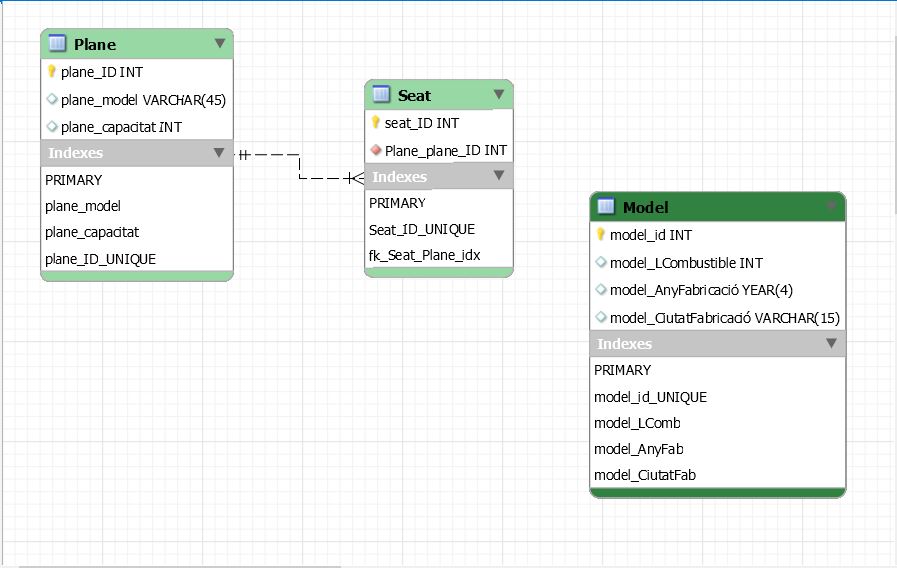 Plane
plane_ID INT
plane_model VARCHAR(45)
plane_capacitat INT
Indexes
PRIMARY
plane_model
plane_capacitat
plane_ID_UNIQUE
Seat
seat_ID INT
Plane_plane_ID INT
Indexes
PRIMARY
Seat_ID_UNIQUE
fk_Seat_Plane_idx
Model
model_id INT
model_LCombustible INT
model_AnyFabricació YEAR(4)
model_CiutatFabricació VARCHAR(15)
Indexes
PRIMARY
model_id_UNIQUE
model_LComb
model_AnyFab
model_CiutatFab